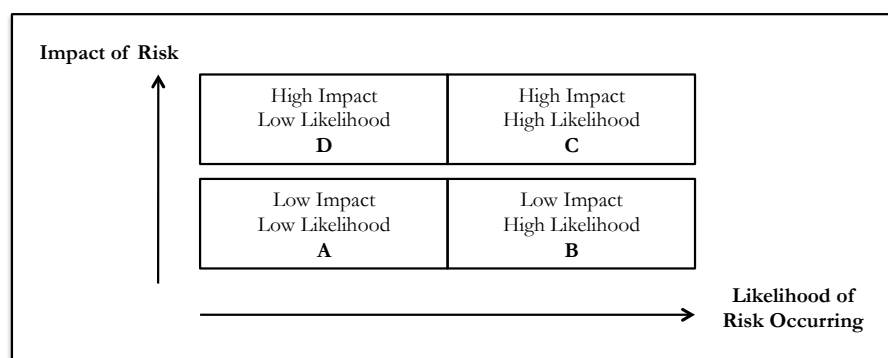 Impact of Risk
High Impact
Low Likelihood
D
High Impact
High Likelihood
C
Low Impact
Low Likelihood
A
Low Impact
High Likelihood
B
Likelihood of
Risk Occurring